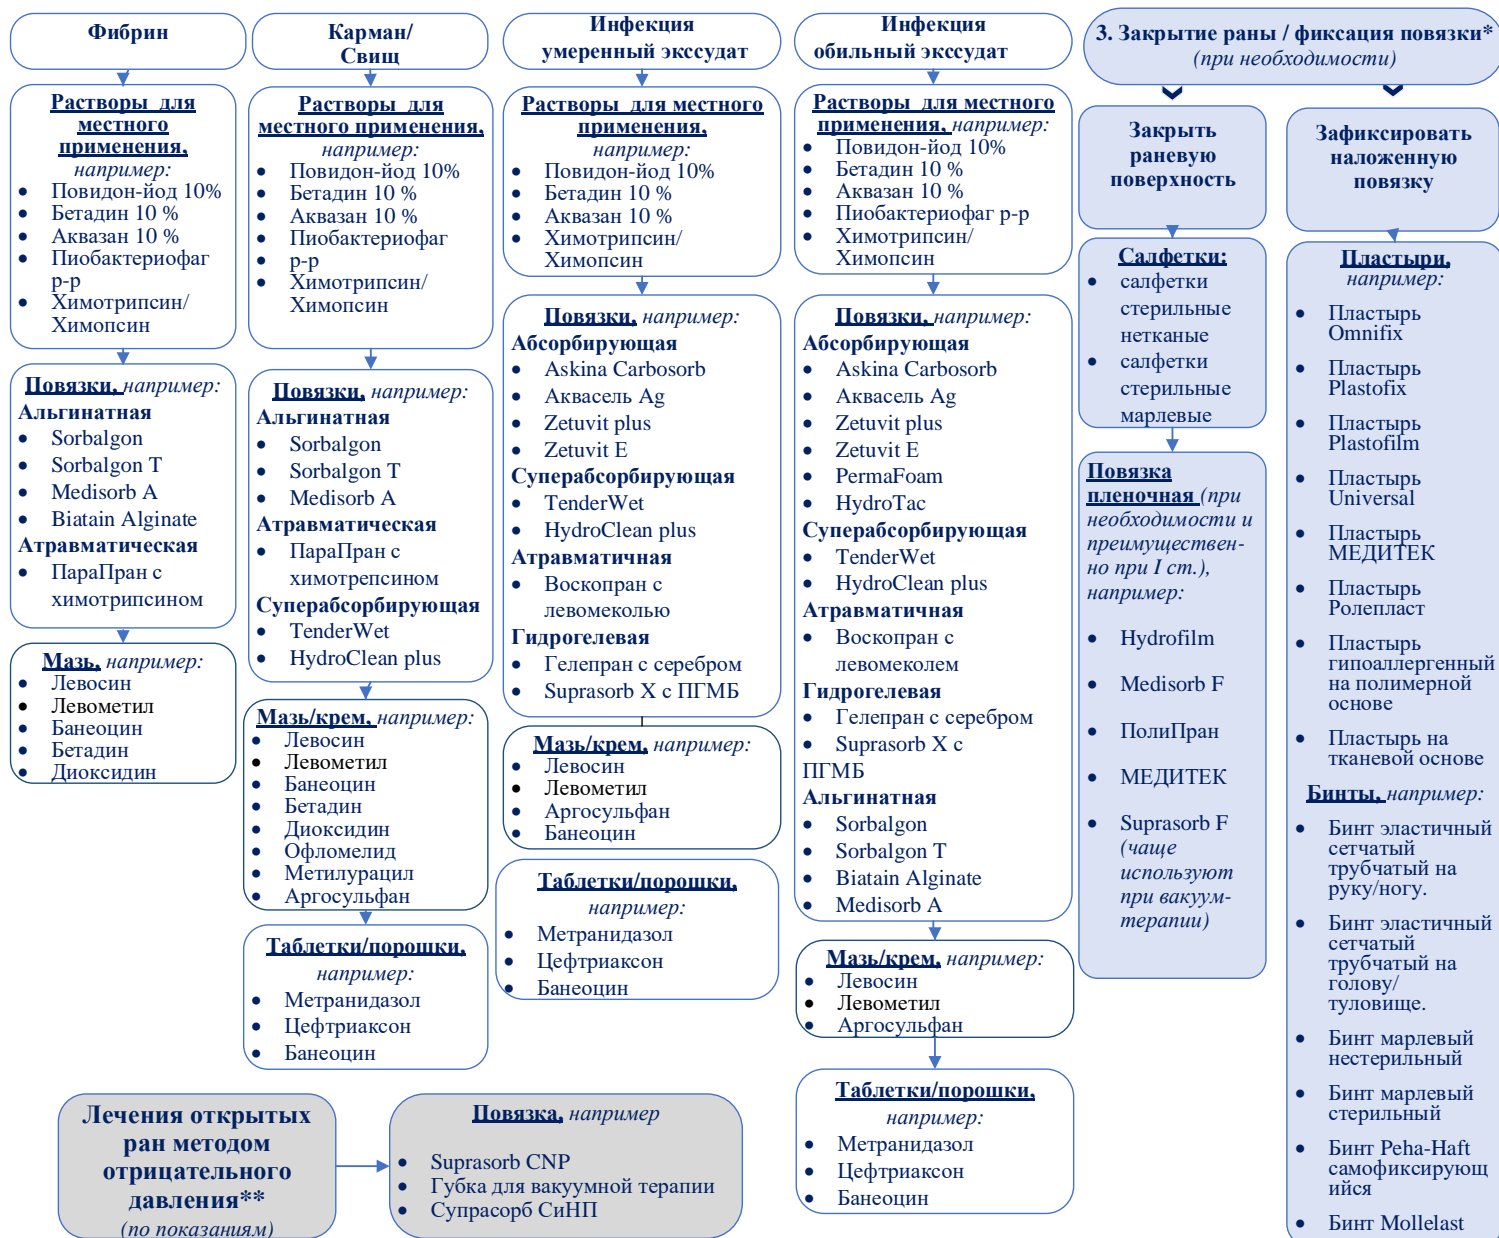 Фибрин
Растворы для
местного
применения,
например:
• Повидон-йод 10%
• Бетадин 10 %
• Аквазан 10 %
• Пиобактериофаг
р-р
• Химотрипсин/
Химопсин
Повязки, например:
Альгинатная
• Sorbalgon
• Sorbalgon T
• Medisorb A
• Biatain Alginate
Атравматическая
• ПараПран с
химотрипсином
Мазь, например:
• Левосин
• Левометил
• Банеоцин
• Бетадин
• Диоксидин
Карман/
Свищ
Растворы для
местного применения,
например:
• Повидон-йод 10%
• Бетадин 10 %
• Аквазан 10 %
• Пиобактериофаг
• р-р
• Химотрипсин/
Химопсин
Повязки, например:
Альгинатная
• Sorbalgon
• Sorbalgon T
• Medisorb A
Атравматическая
• ПараПран с
химотрепсином
Суперабсорбирующая
• TenderWet
• HydroClean plus
Мазь/крем, например:
• Левосин
• Левометил
• Банеоцин
• Бетадин
• Диоксидин
• Офломелид
• Метилурацил
• Аргосульфан
Таблетки/порошки,
например:
• Метранидазол
• Цефтриаксон
• Банеоцин
Инфекция
умеренный экссудат
Растворы для местного
применения,
например:
• Повидон-йод 10%
• Бетадин 10 %
• Аквазан 10 %
• Химотрипсин/
Химопсин
Повязки, например:
Абсорбирующая
• Askina Carbosorb
• Аквасель Ag
• Zetuvit plus
• Zetuvit E
Суперабсорбирующая
• TenderWet
• HydroClean plus
Атравматичная
• Воскопран с
левомеколью
Гидрогелевая
• Гелепран с серебром
• Suprasorb X с ПГМБ
Мазь/крем, например:
• Левосин
• Левометил
• Аргосульфан
• Банеоцин
Таблетки/порошки,
например:
• Метранидазол
• Цефтриаксон
• Банеоцин
Инфекция
обильный экссудат
Растворы для местного
применения, например:
• Повидон-йод 10%
• Бетадин 10 %
• Аквазан 10 %
• Пиобактериофаг р-р
• Химотрипсин/
Химопсин
Повязки, например:
Абсорбирующая
• Askina Carbosorb
• Аквасель Ag
• Zetuvit plus
• Zetuvit E
• PermaFoam
• HydroTac
Суперабсорбирующая
• TenderWet
• HydroClean plus
Атравматичная
• Воскопран с
левомеколем
Гидрогелевая
• Гелепран с серебром
• Suprasorb X с
ПГМБ
Альгинатная
• Sorbalgon
• Sorbalgon T
• Biatain Alginate
• Medisorb A
Мазь/крем, например:
• Левосин
• Левометил
• Аргосульфан
Таблетки/порошки,
например:
• Метранидазол
• Цефтриаксон
• Банеоцин
3. Закрытие раны / фиксация повязки*
(при необходимости)
Закрыть
раневую
поверхность
Салфетки:
• салфетки
стерильные
нетканые
• салфетки
стерильные
марлевые
Повязка
пленочная (при
необходимости и
преимуществен-
но при I ст.),
например:
• Hydrofilm
• Medisorb F
• ПолиПран
• МЕДИТЕК
• Suprasorb F
(чаще
используют
при вакуум-
терапии)
Зафиксировать
наложенную
повязку
Пластыри,
например:
• Пластырь
Omnifix
• Пластырь
Plastofix
• Пластырь
Plastofilm
• Пластырь
Universal
• Пластырь
МЕДИТЕК
• Пластырь
Ролепласт
• Пластырь
гипоаллергенный
на полимерной
основе
• Пластырь на
тканевой основе
Бинты, например:
• Бинт эластичный
сетчатый
трубчатый на
руку/ногу.
• Бинт эластичный
сетчатый
трубчатый на
голову/
туловище.
• Бинт марлевый
нестерильный
• Бинт марлевый
стерильный
• Бинт Peha-Haft
самофиксирующ
ийся
• Бинт Mollelast
Лечения открытых
ран методом
отрицательного
давления**
(по показаниям)
Повязка, например
• Suprasorb CNP
• Губка для вакуумной терапии
• Супрасорб СиНП